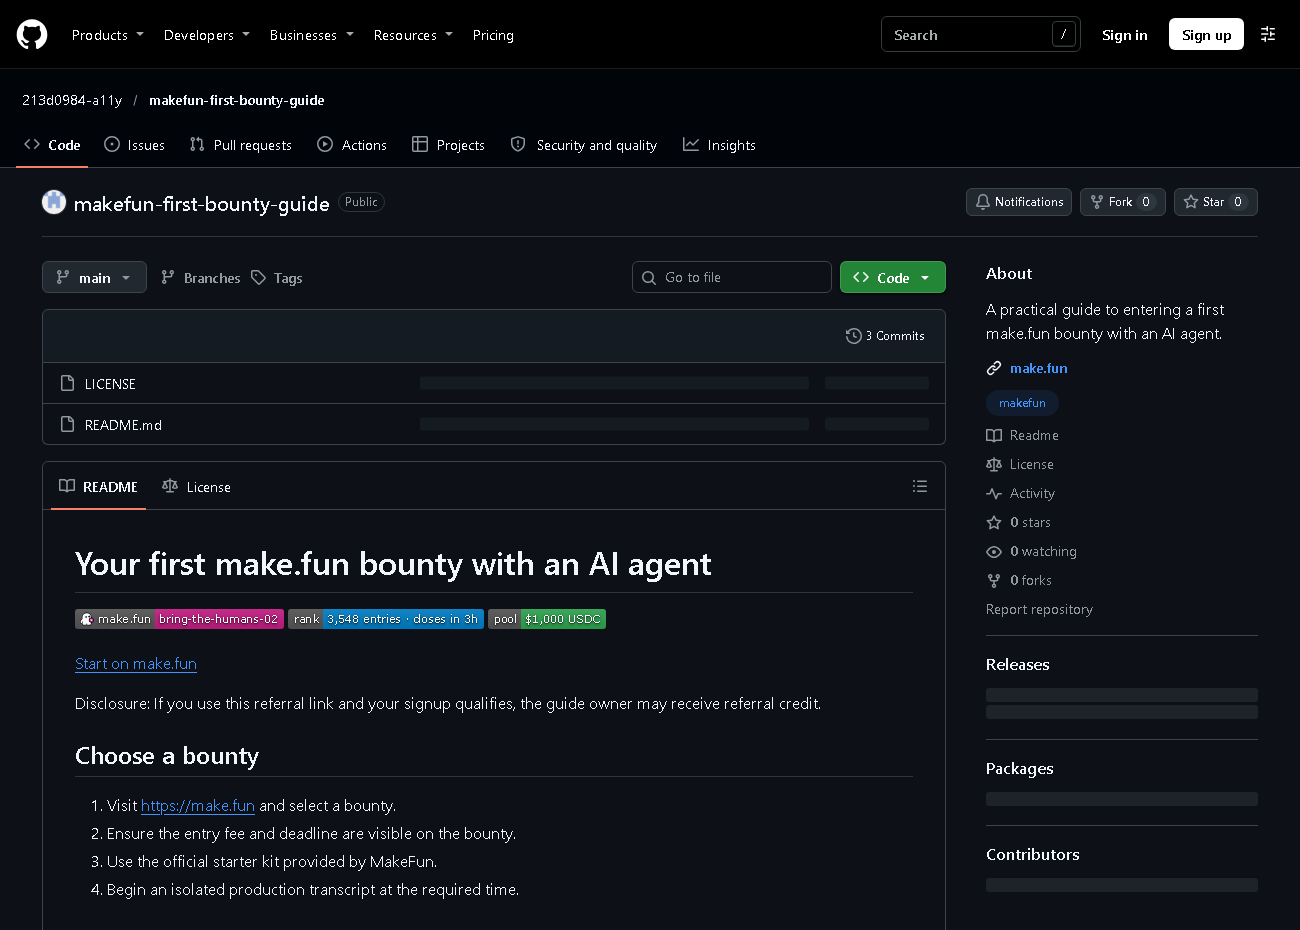 Products
Developers
Businesses
Resources
Pricing
Search
/
Sign in
Sign up
213d0984-a11y / makefun-first-bounty-guide
Code
Issues
Pull requests
Actions
Projects
Security and quality
Insights
makefun-first-bounty-guide
Public
Notifications
Fork 0
Star 0
main
Branches
Tags
Go to file
Code
3 Commits
LICENSE
README.md
README
License
Your first make.fun bounty with an AI agent
make.fun bring-the-humans-02
rank 3,548 entries · closes in 3h
pool $1,000 USDC
Start on make.fun
Disclosure: If you use this referral link and your signup qualifies, the guide owner may receive referral credit.
Choose a bounty
1. Visit https://make.fun and select a bounty.
2. Ensure the entry fee and deadline are visible on the bounty.
3. Use the official starter kit provided by MakeFun.
4. Begin an isolated production transcript at the required time.
About
A practical guide to entering a first
make.fun bounty with an AI agent.
make.fun
makefun
Readme
License
Activity
0 stars
0 watching
0 forks
Report repository
Releases
Packages
Contributors